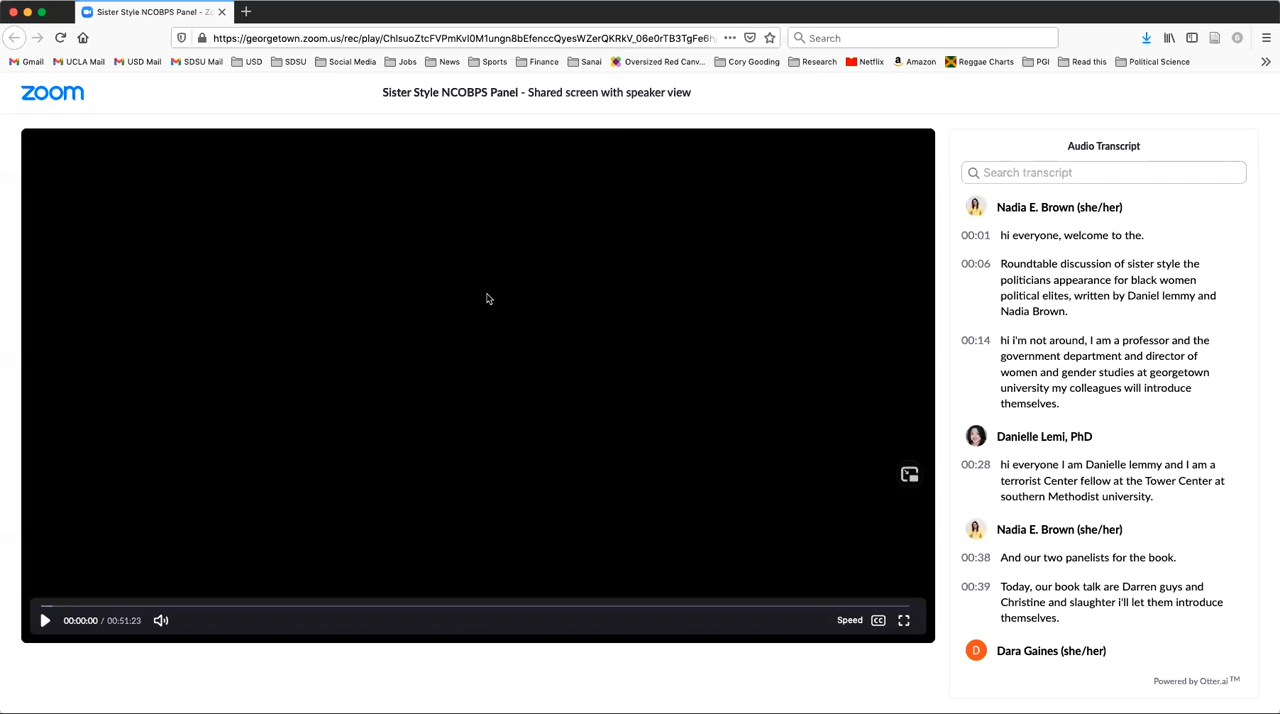 Sister Style NCOBPS Panel - Zo
https://georgetown.zoom.us/rec/play/ChlsuoZtcFVPmKvl0M1ungn8bEfenccQyesWZerQKRkV_06e0rTB3TgFe6h
Search
Gmail UCLA Mail USD Mail SDSU Mail USD SDSU Social Media Jobs News Sports Finance Sanai Oversized Red Canv... Cory Gooding Research Netflix Amazon Reggae Charts PGI Read this Political Science
zoom
Sister Style NCOBPS Panel - Shared screen with speaker view
Audio Transcript
Search transcript
Nadia E. Brown (she/her)
00:01 hi everyone, welcome to the.
00:06 Roundtable discussion of sister style the
politicians appearance for black women
political elites, written by Daniel lemmy and
Nadia Brown.
00:14 hi i'm not around, I am a professor and the
government department and director of
women and gender studies at georgetown
university my colleagues will introduce
themselves.
Danielle Lemi, PhD
00:28 hi everyone I am Danielle lemmy and I am a
terrorist Center fellow at the Tower Center at
southern Methodist university.
Nadia E. Brown (she/her)
00:38 And our two panelists for the book.
00:39 Today, our book talk are Darren guys and
Christine and slaughter i'll let them introduce
themselves.
D Dara Gaines (she/her)
Powered by Otter.ai TM
00:00:00 / 00:51:23
Speed CC